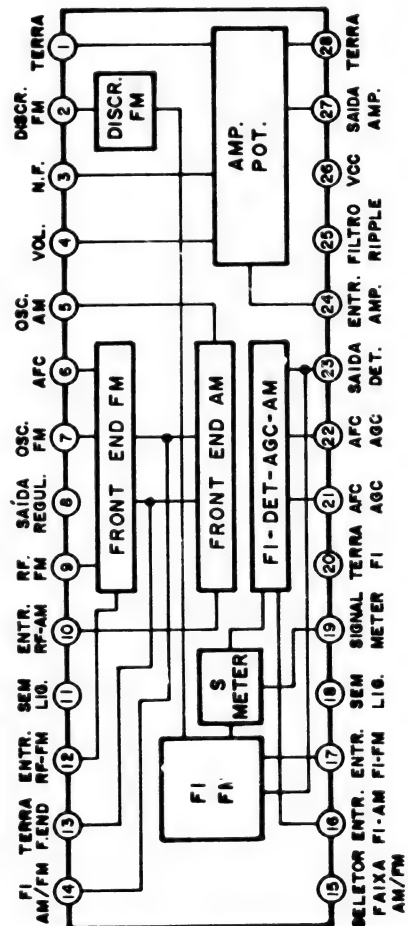 FI TERRA ENTR. SEM ENTR. RF. SAÍDA OSC. AFC OSC. VOL. N.F. DISCR. TERRA
AM/FM F.END RF-FM LIG. RF-AM FM REGUL. FM AM FM
14 13 12 11 10 9 8 7 6 5 4 3 2 1
FRONT END FM
DISCR.
FM
FRONT END AM
AMP.
POT.
FI
FM
S
METER
FI-DET-AGC-AM
15 16 17 18 19 20 21 22 23 24 25 26 27 28
SELETOR ENTR. ENTR. SEM SIGNAL TERRA AFC AFC SAIDA ENTR. FILTRO VCC SAIDA TERRA
FAIXA FI-AM FI-FM LIG. METER FI AGC AGC DET. AMP. RIPPLE AMP.
AM/FM